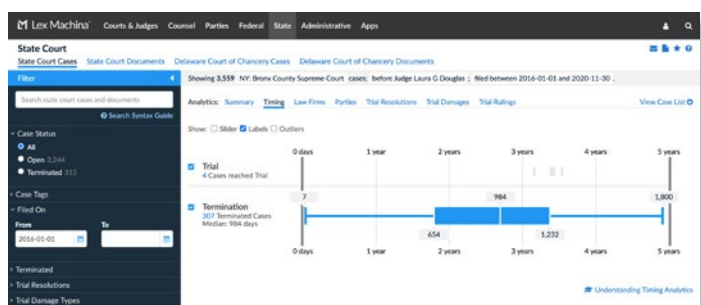 Lex Machina Courts & Judges Counsel Parties Federal State Administrative Apps
State Court
State Court Cases State Court Documents Delaware Court of Chancery Cases Delaware Court of Chancery Documents
Filter
Showing 3,559 NY: Bronx County Supreme Court cases; before Judge Laura G Douglas ; filed between 2016-01-01 and 2020-11-30 .
Search state court cases and documents
Search Syntax Guide
Analytics: Summary Timing Law Firms Parties Trial Resolutions Trial Damages Trial Rulings View Case List
Show: Slider Labels Outliers
Case Status
All
Open 3,244
Terminated 315
Case Tags
Filed On
From To
2016-01-01
Terminated
Trial Resolutions
Trial Damage Types
0 days 1 year 2 years 3 years 4 years 5 years
Trial
4 Cases reached Trial
7 984 1,800
Termination
307 Terminated Cases
Median: 984 days
654 1,232
0 days 1 year 2 years 3 years 4 years 5 years
Understanding Timing Analytics